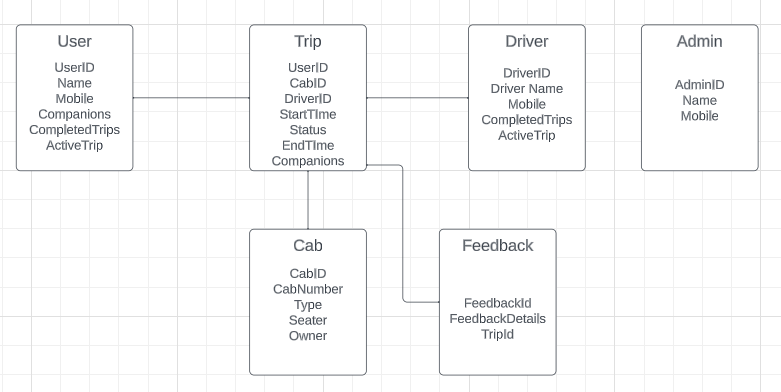 User
UserID
Name
Mobile
Companions
CompletedTrips
ActiveTrip
Trip
UserID
CabID
DriverID
StartTIme
Status
EndTIme
Companions
Driver
DriverID
Driver Name
Mobile
CompletedTrips
ActiveTrip
Admin
AdminID
Name
Mobile
Cab
CabID
CabNumber
Type
Seater
Owner
Feedback
FeedbackId
FeedbackDetails
TripId